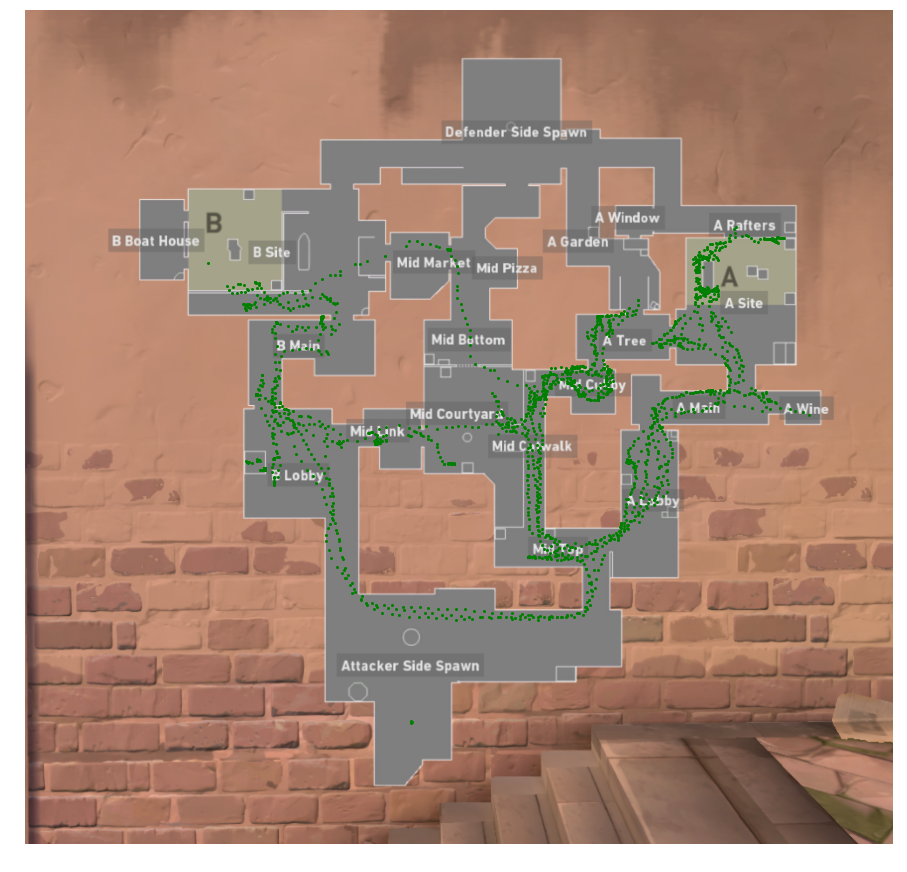 Defender Side Spawn
A Window
B
A Rafters
B Boat House
A Garden
B Site
Mid Market
Mid Pizza
A
A Site
Mid Bottom
A Tree
B Main
Mid Cubby
A Main
A Wine
Mid Courtyard
Mid Link
Mid Catwalk
B Lobby
A Lobby
Mid Top
Attacker Side Spawn